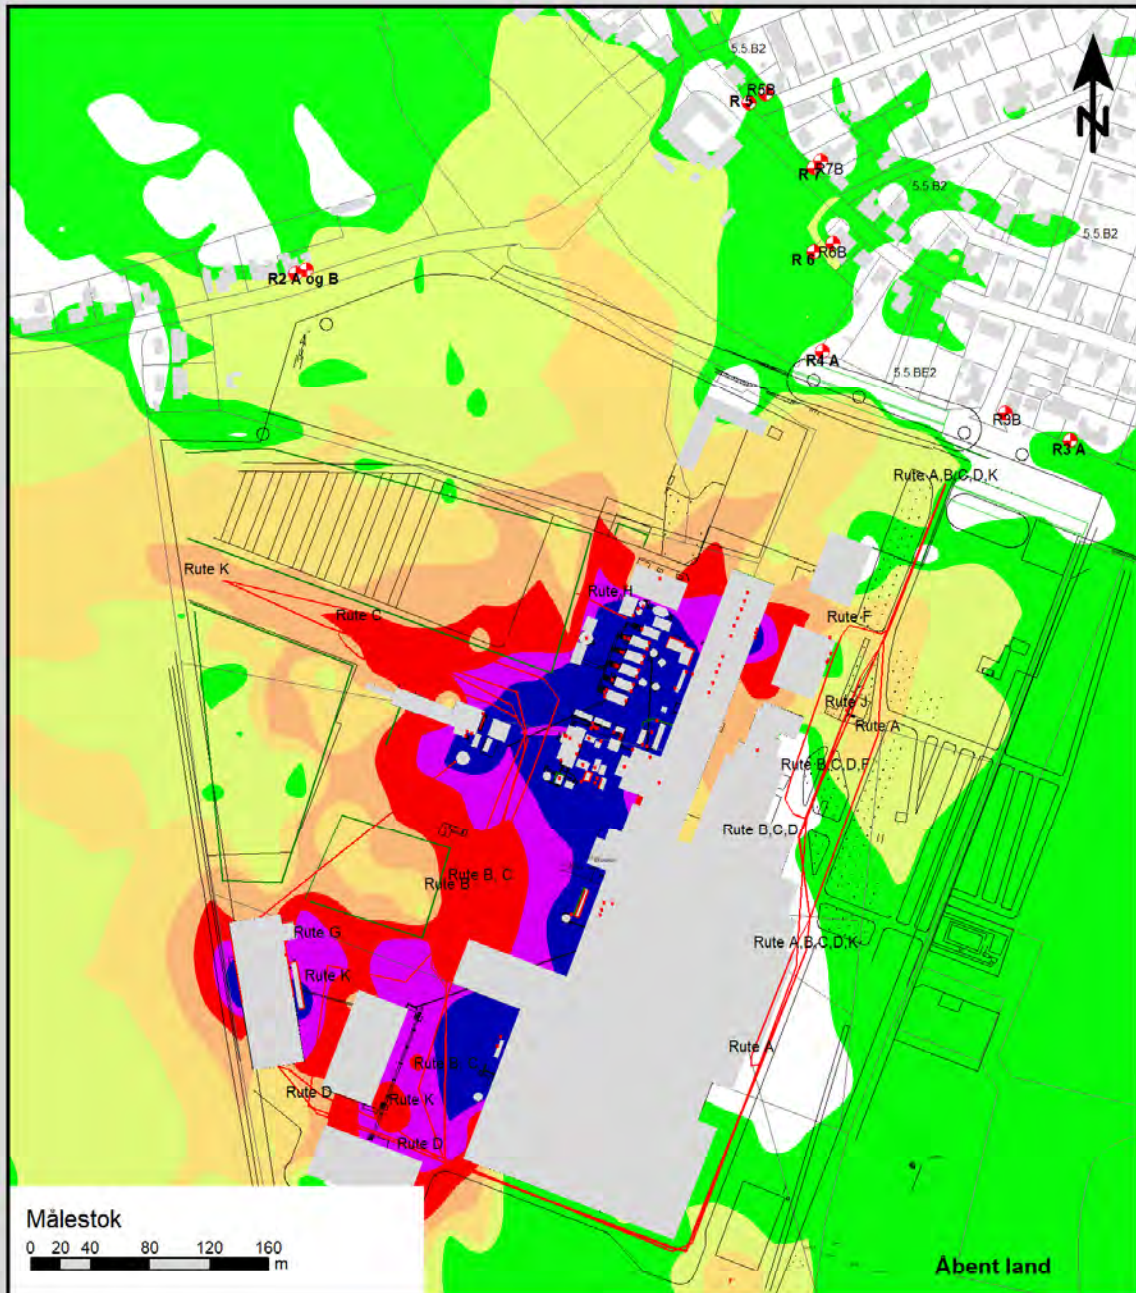 5.5.B2
N
R5B
R 5
R7B
R 7
5.5.B2
5.5.B2
R6B
R 6
R2 A og B
R4 A
5.5.BE2
R3B
R3 A
Rute A,B,C,D,K
Rute K
Rute H
Rute C
Rute F
Rute J
Rute A
Rute B,C,D,F
Rute B,C,D
Rute B, C
Rute B
Rute G
Rute A,B,C,D,K
Rute K
Rute A
Rute B, C
Rute D
Rute K
Rute D
Målestok
0 20 40 80 120 160
m
Åbent land